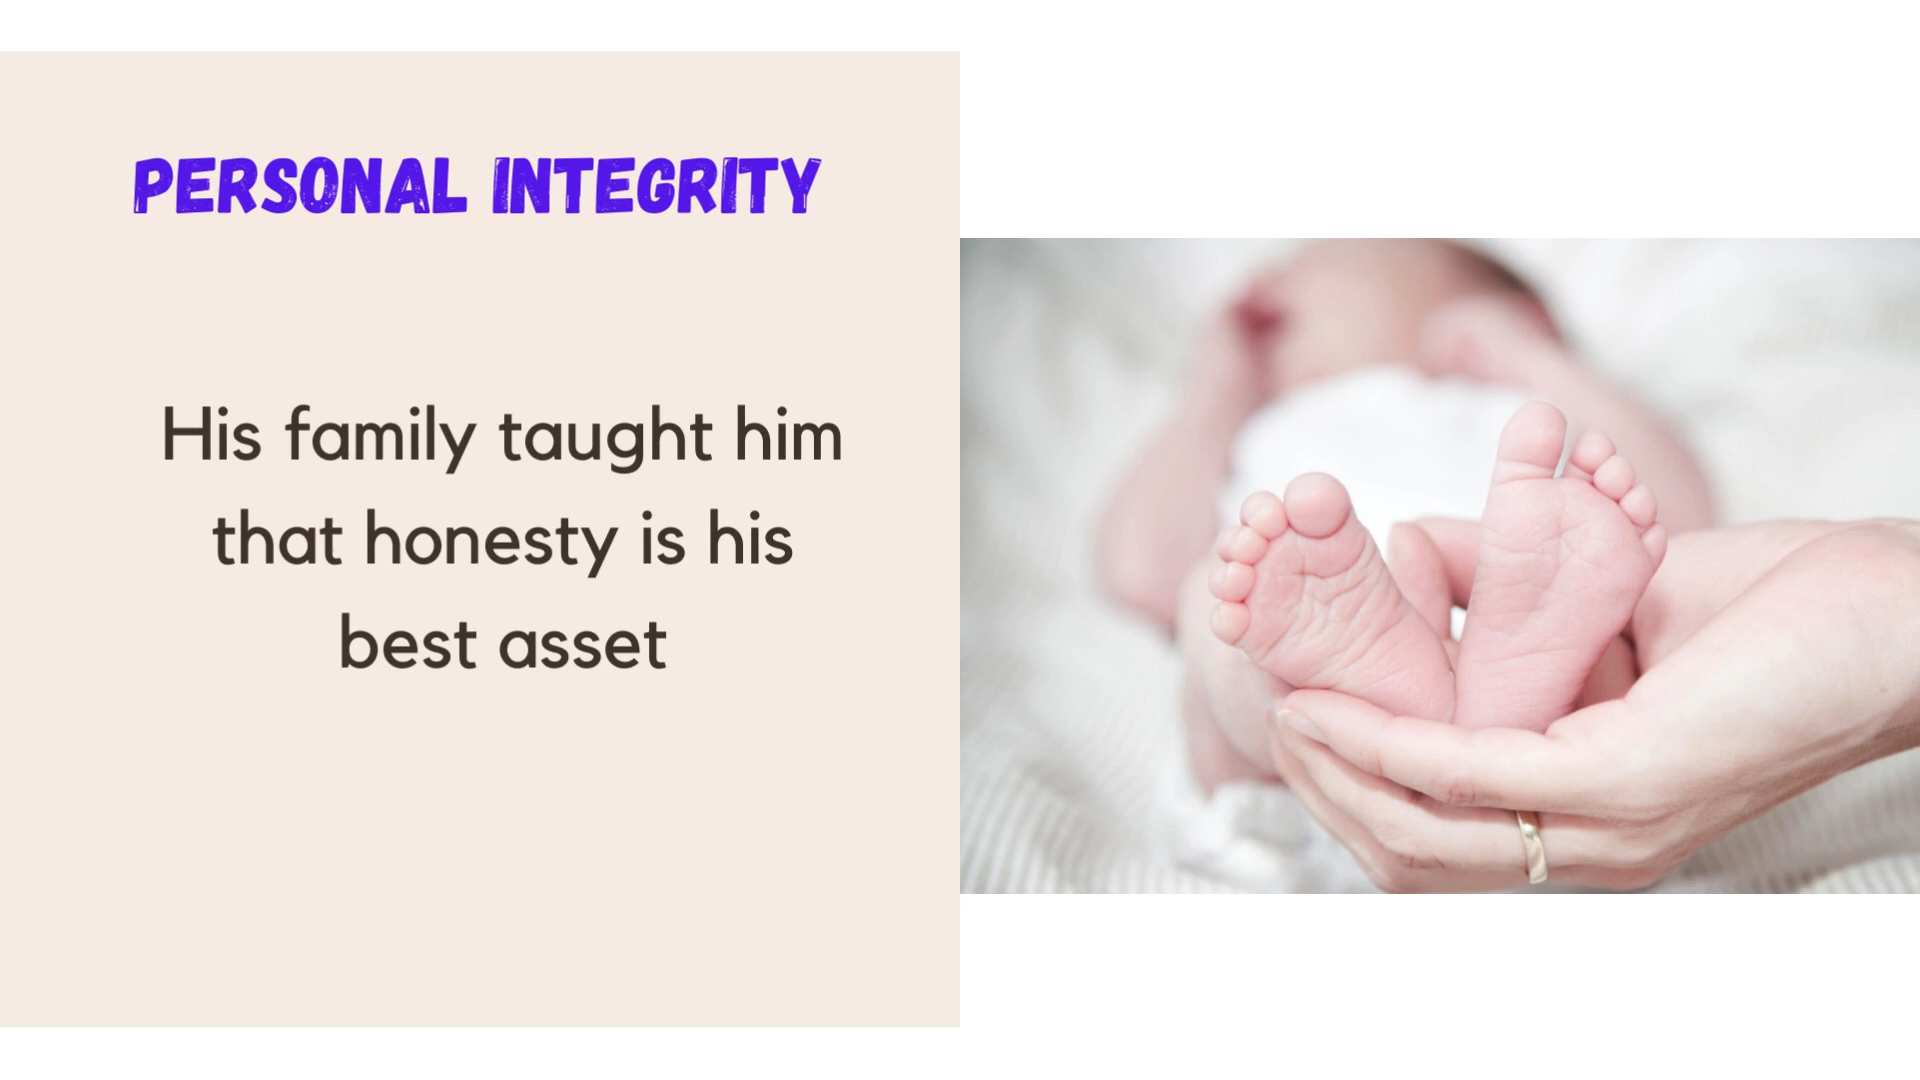 PERSONAL INTEGRITY
His family taught him
that honesty is his
best asset